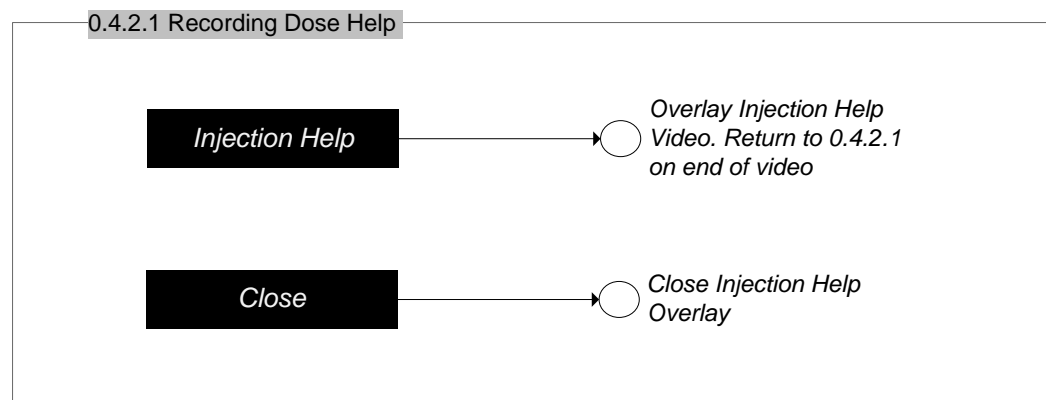 0.4.2.1 Recording Dose Help
Injection Help
Overlay Injection Help
Video. Return to 0.4.2.1
on end of video
Close
Close Injection Help
Overlay